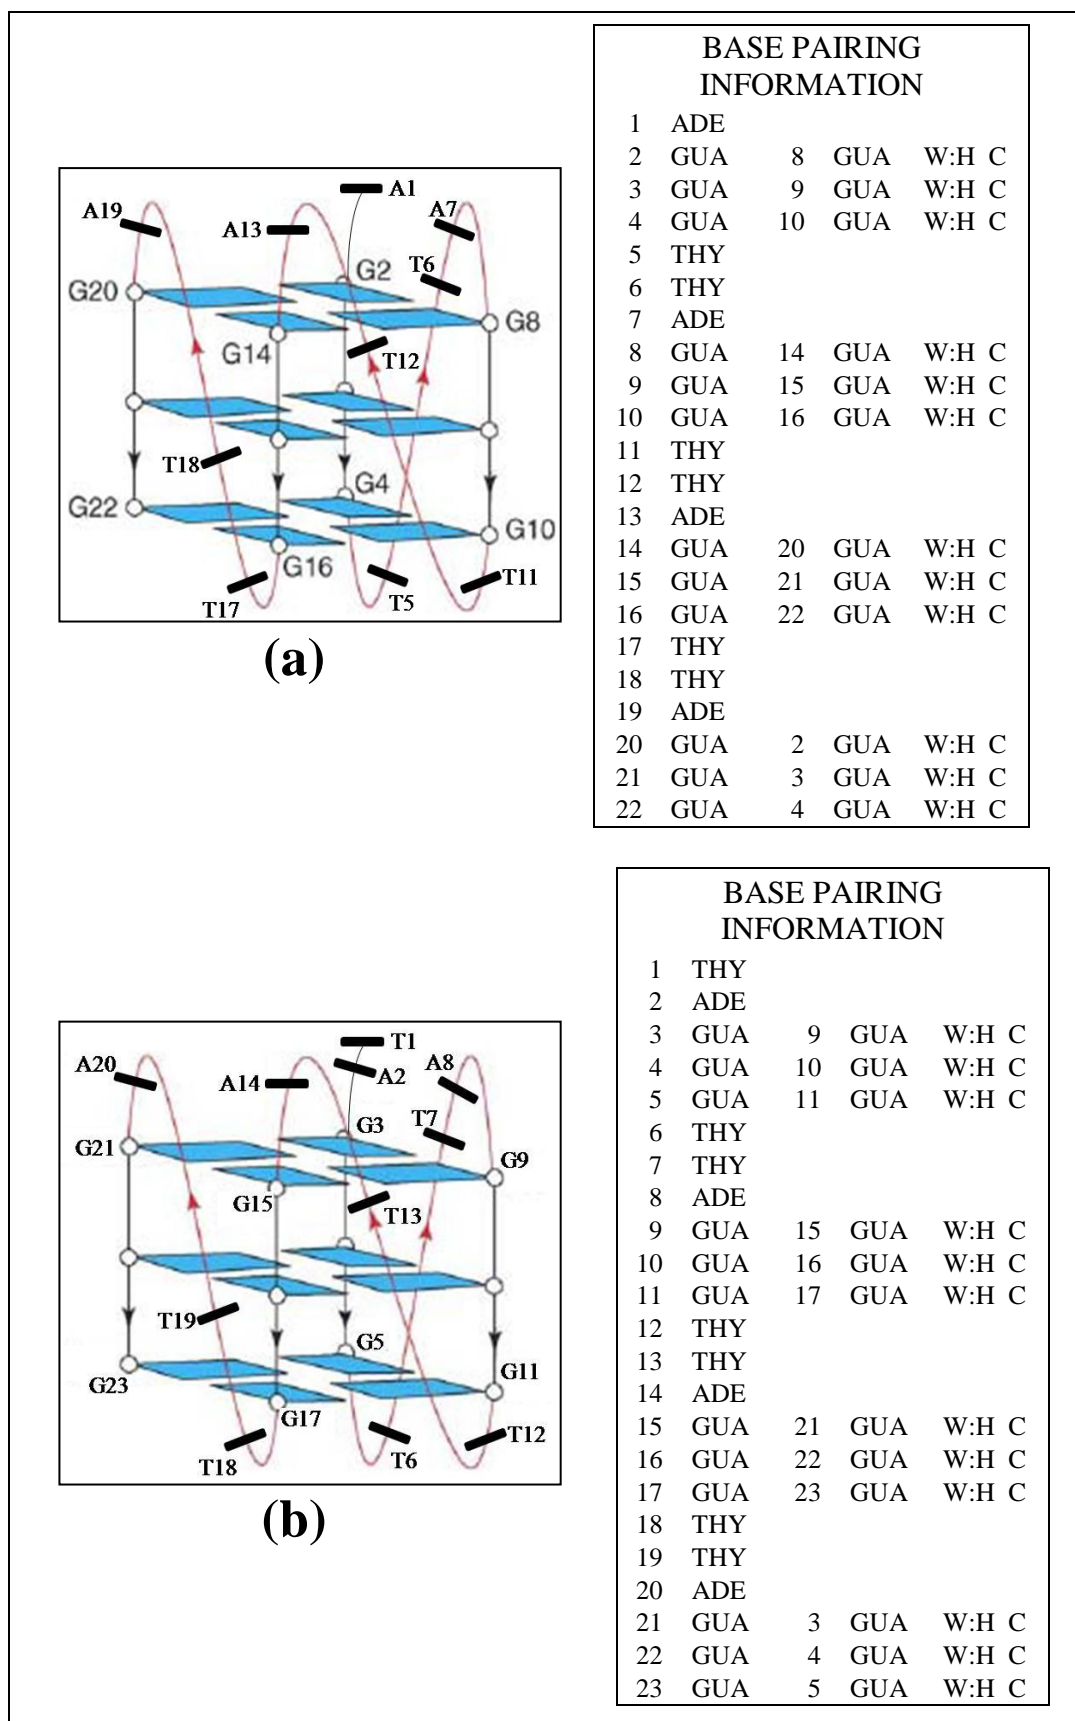 A1
A19
A13
A7
T6
G2
G20
G8
G14
T12
T18
G4
G22
G10
G16
T11
T17
T5
(a)
BASE PAIRING
INFORMATION
1 ADE
2 GUA 8 GUA W:H C
3 GUA 9 GUA W:H C
4 GUA 10 GUA W:H C
5 THY
6 THY
7 ADE
8 GUA 14 GUA W:H C
9 GUA 15 GUA W:H C
10 GUA 16 GUA W:H C
11 THY
12 THY
13 ADE
14 GUA 20 GUA W:H C
15 GUA 21 GUA W:H C
16 GUA 22 GUA W:H C
17 THY
18 THY
19 ADE
20 GUA 2 GUA W:H C
21 GUA 3 GUA W:H C
22 GUA 4 GUA W:H C
T1
A20
A14
A2
A8
T7
G3
G21
G9
G15
T13
T19
G5
G23
G11
G17
T12
T18
T6
(b)
BASE PAIRING
INFORMATION
1 THY
2 ADE
3 GUA 9 GUA W:H C
4 GUA 10 GUA W:H C
5 GUA 11 GUA W:H C
6 THY
7 THY
8 ADE
9 GUA 15 GUA W:H C
10 GUA 16 GUA W:H C
11 GUA 17 GUA W:H C
12 THY
13 THY
14 ADE
15 GUA 21 GUA W:H C
16 GUA 22 GUA W:H C
17 GUA 23 GUA W:H C
18 THY
19 THY
20 ADE
21 GUA 3 GUA W:H C
22 GUA 4 GUA W:H C
23 GUA 5 GUA W:H C